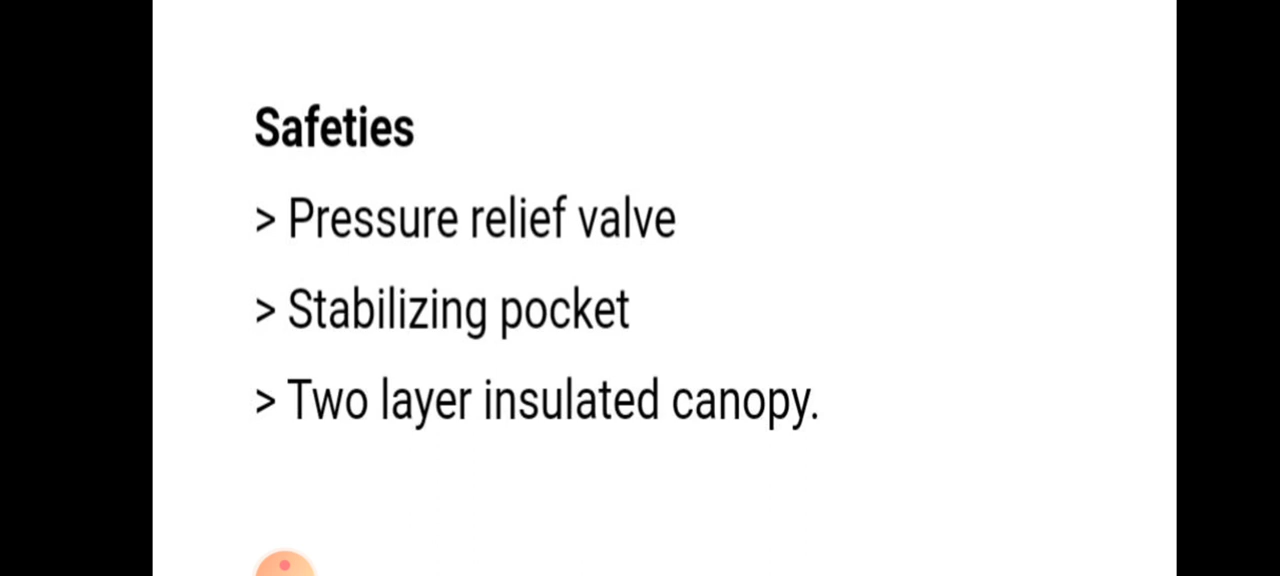 Safeties
> Pressure relief valve
> Stabilizing pocket
> Two layer insulated canopy.